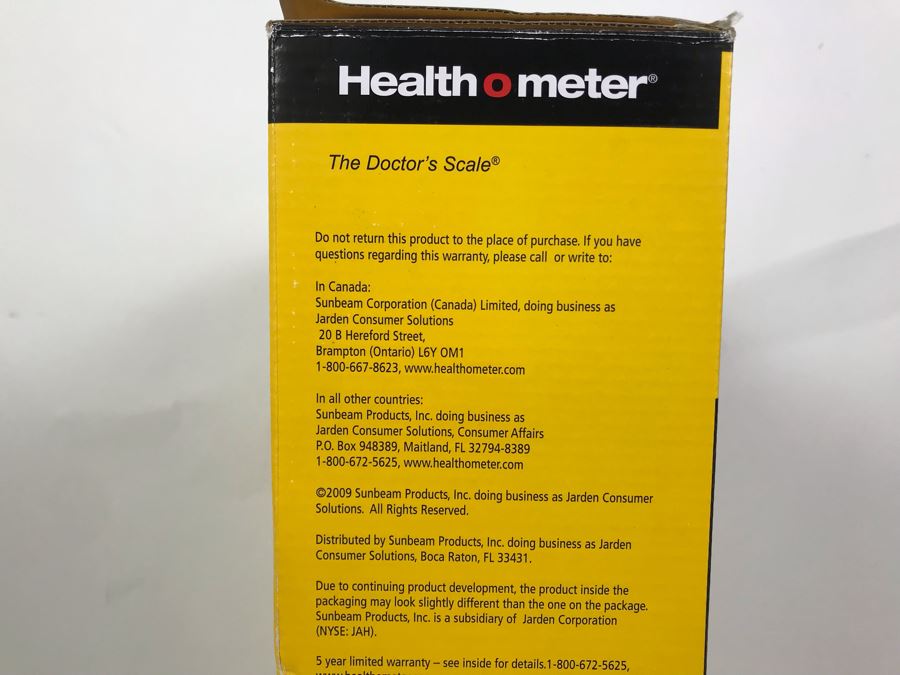 Health o meter®
The Doctor's Scale®
Do not return this product to the place of purchase. If you have
questions regarding this warranty, please call or write to:
In Canada:
Sunbeam Corporation (Canada) Limited, doing business as
Jarden Consumer Solutions
20 B Hereford Street,
Brampton (Ontario) L6Y OM1
1-800-667-8623, www.healthometer.com
In all other countries:
Sunbeam Products, Inc. doing business as
Jarden Consumer Solutions, Consumer Affairs
P.O. Box 948389, Maitland, FL 32794-8389
1-800-672-5625, www.healthometer.com
©2009 Sunbeam Products, Inc. doing business as Jarden Consumer
Solutions. All Rights Reserved.
Distributed by Sunbeam Products, Inc. doing business as Jarden
Consumer Solutions, Boca Raton, FL 33431.
Due to continuing product development, the product inside the
packaging may look slightly different than the one on the package.
Sunbeam Products, Inc. is a subsidiary of Jarden Corporation
(NYSE: JAH).
5 year limited warranty – see inside for details.1-800-672-5625,